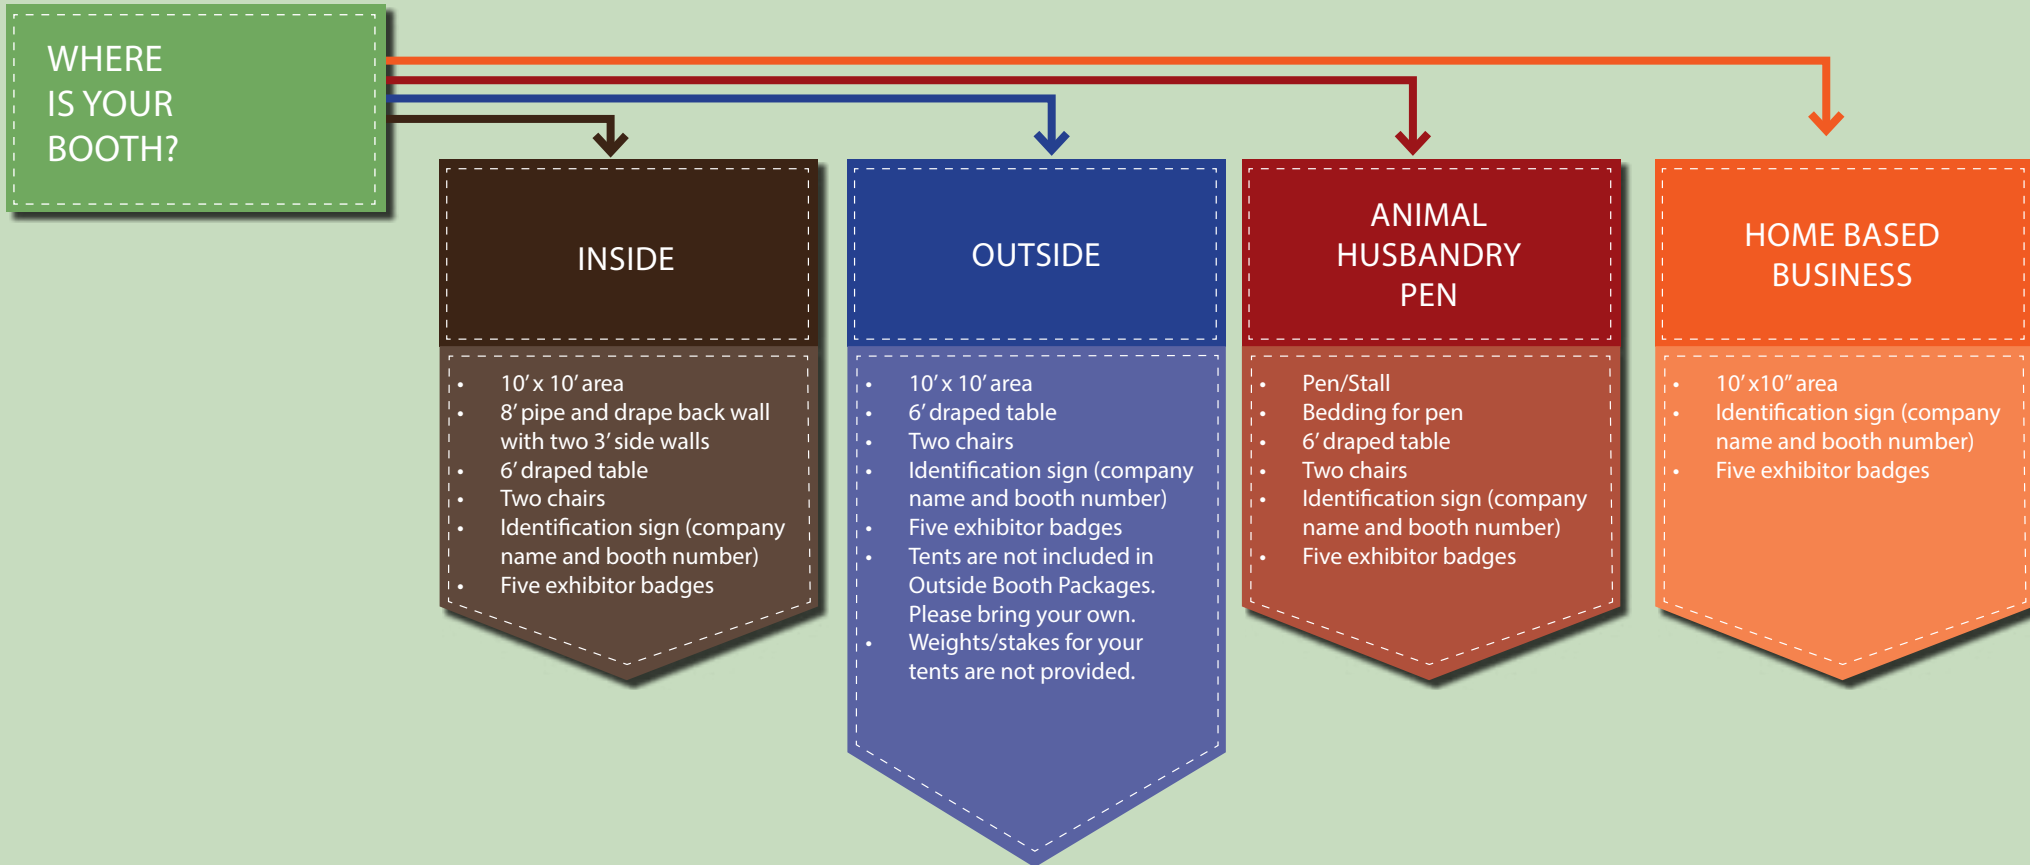 WHERE
IS YOUR
BOOTH?
INSIDE
• 10’ x 10’ area
• 8’ pipe and drape back wall
with two 3’ side walls
• 6’ draped table
• Two chairs
• Identification sign (company
name and booth number)
• Five exhibitor badges
OUTSIDE
• 10’ x 10’ area
• 6’ draped table
• Two chairs
• Identification sign (company
name and booth number)
• Five exhibitor badges
• Tents are not included in
Outside Booth Packages.
Please bring your own.
• Weights/stakes for your
tents are not provided.
ANIMAL
HUSBANDRY
PEN
• Pen/Stall
• Bedding for pen
• 6’ draped table
• Two chairs
• Identification sign (company
name and booth number)
• Five exhibitor badges
HOME BASED
BUSINESS
• 10’ x10” area
• Identification sign (company
name and booth number)
• Five exhibitor badges